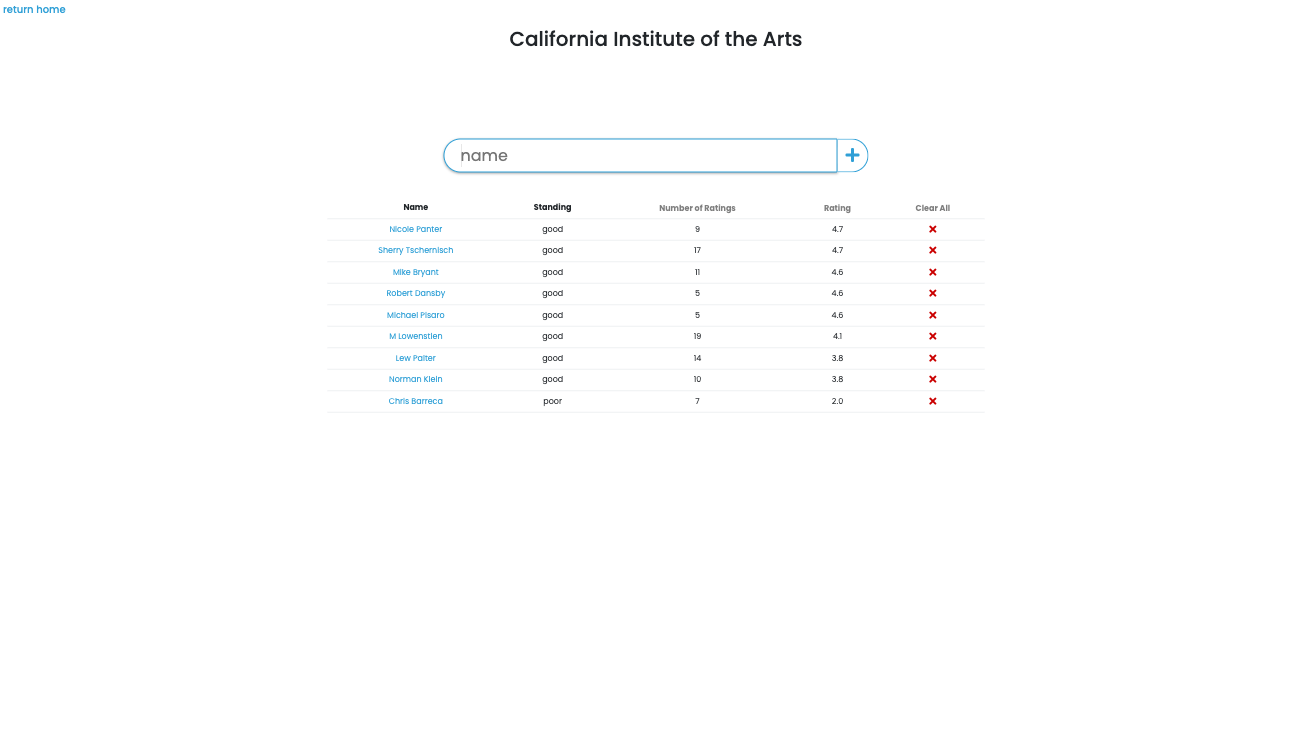 return home
California Institute of the Arts
name
Name Standing Number of Ratings Rating Clear All
Nicole Panter good 9 4.7
Sherry Tschernisch good 17 4.7
Mike Bryant good 11 4.6
Robert Dansby good 5 4.6
Michael Pisaro good 5 4.6
M Lowenstien good 19 4.1
Lew Palter good 14 3.8
Norman Klein good 10 3.8
Chris Barreca poor 7 2.0